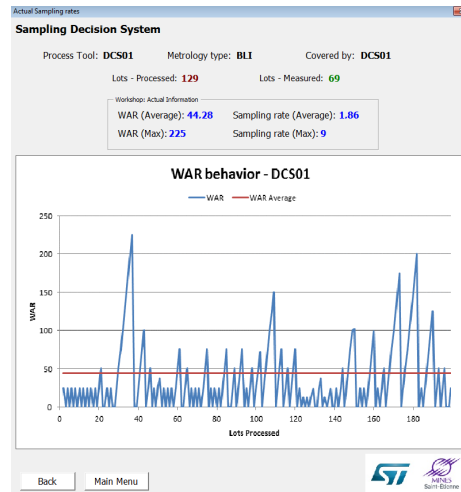 Actual Sampling rates
Sampling Decision System
Process Tool: DCS01 Metrology type: BLI Covered by: DCS01
Lots - Processed: 129 Lots - Measured: 69
Workshop: Actual Information
WAR (Average): 44.28 Sampling rate (Average): 1.86
WAR (Max): 225 Sampling rate (Max): 9
WAR behavior - DCS01
WAR WAR Average
250
200
150
100
50
0
WAR
0 20 40 60 80 100 120 140 160 180
Lots Processed
Back Main Menu
ST
MINES
Saint-Étienne